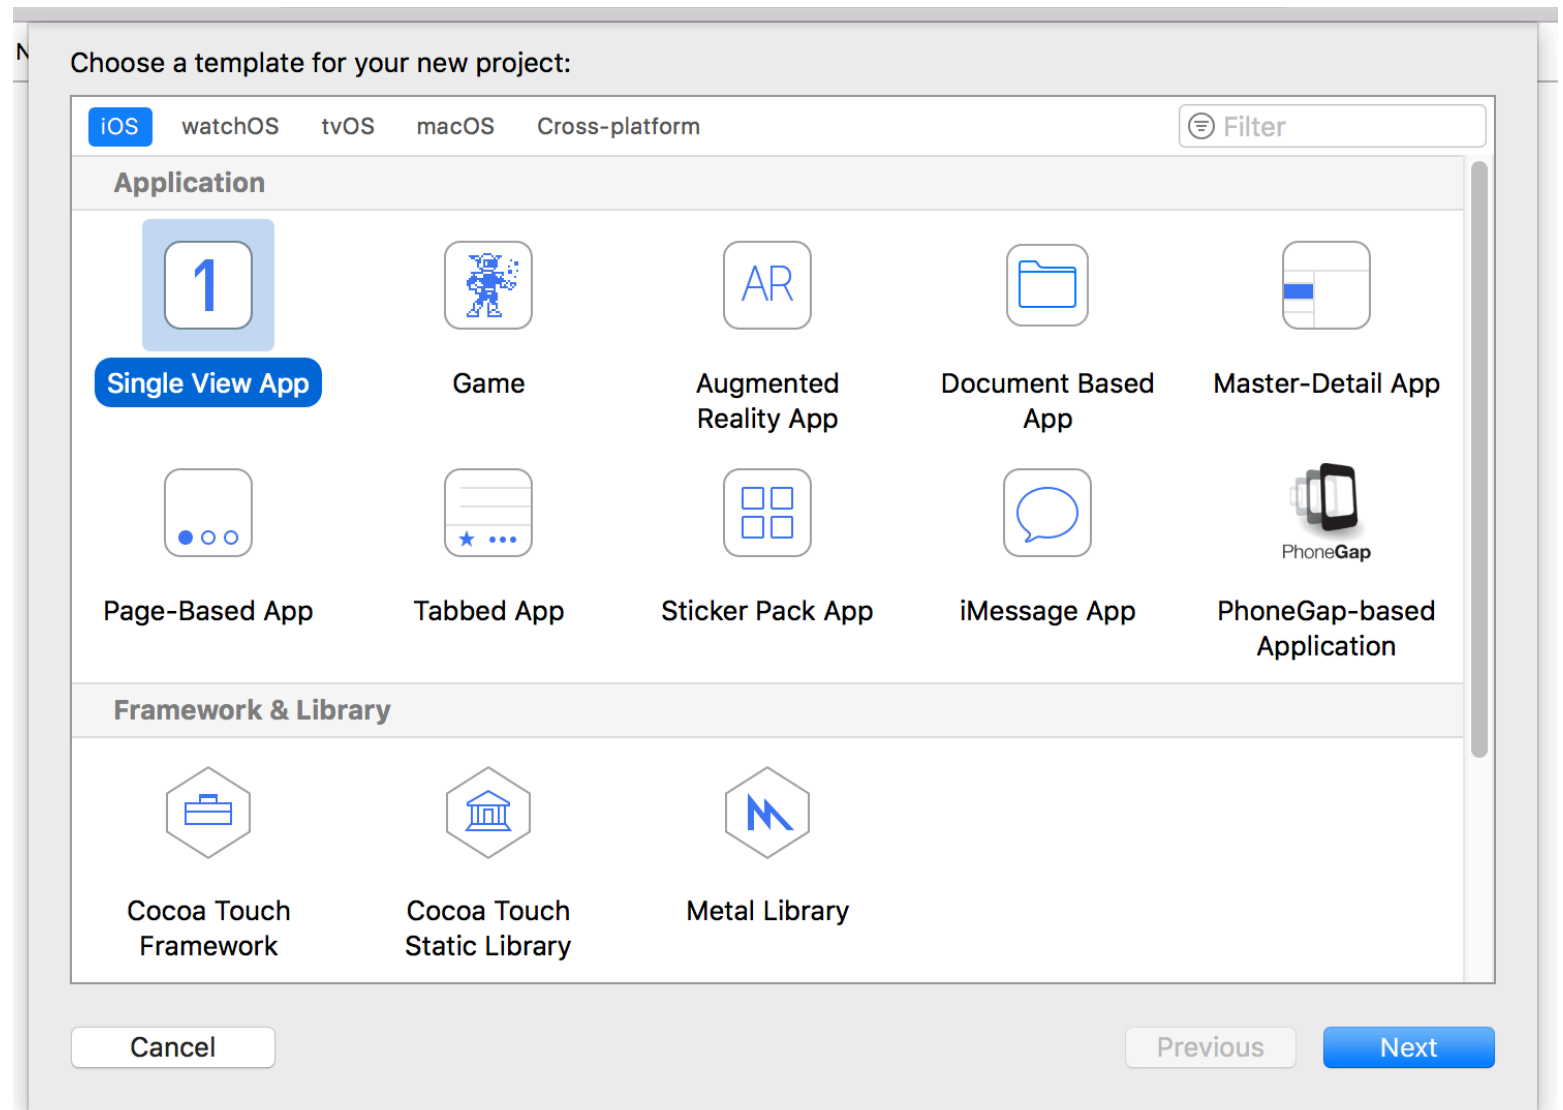 N
Choose a template for your new project:
iOS watchOS tvOS macOS Cross-platform Filter
Application
1
AR
Single View App
Game
Augmented
Reality App
Document Based
App
Master-Detail App
PhoneGap
Page-Based App
Tabbed App
Sticker Pack App
iMessage App
PhoneGap-based
Application
Framework & Library
Cocoa Touch
Framework
Cocoa Touch
Static Library
Metal Library
Cancel Previous Next